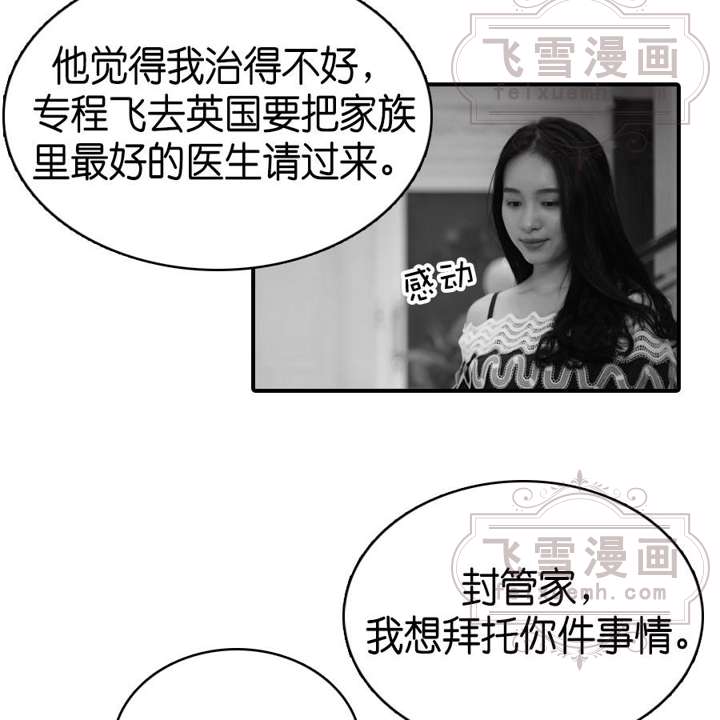 飞雪漫画
feixuemh.com
他觉得我治得不好，
专程飞去英国要把家族
里最好的医生请过来。
感动
飞雪漫画
feixuemh.com
封管家，
我想拜托你件事情。